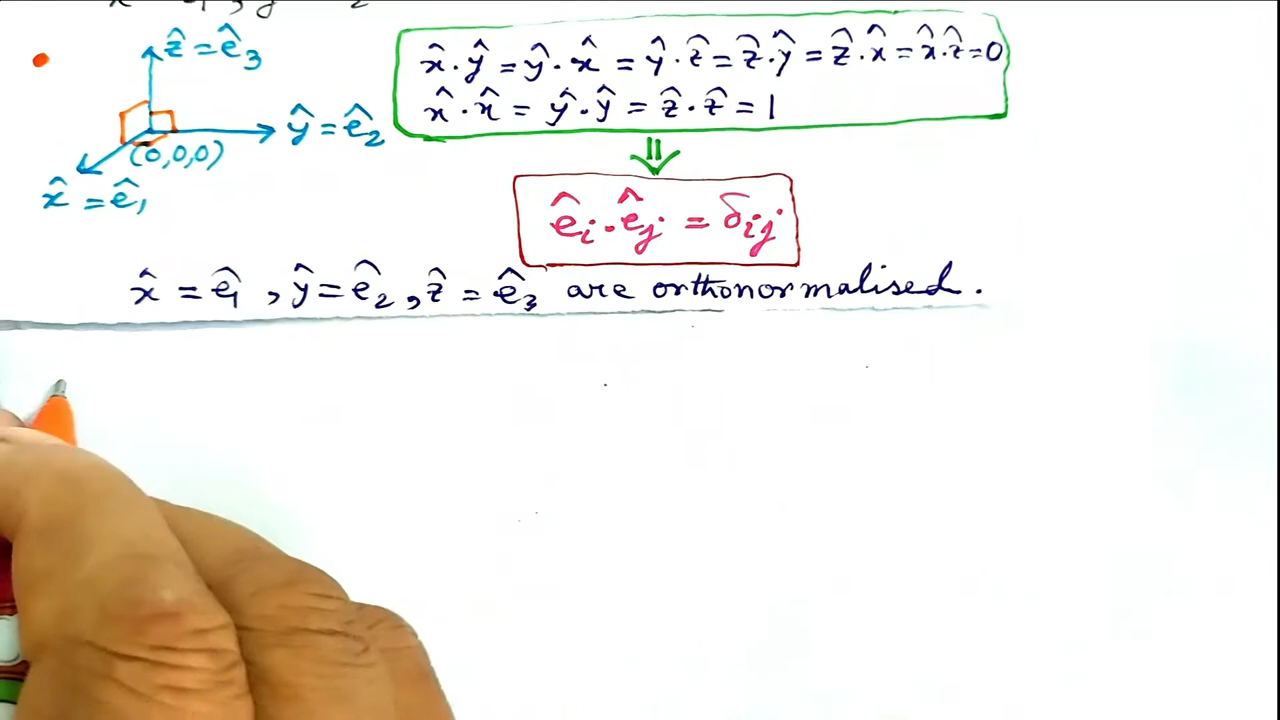 ẑ = ê₃
ŷ = ê₂
(0,0,0)
x̂ = ê₁
x̂·ŷ = ŷ·x̂ = ŷ·ẑ = ẑ·ŷ = ẑ·x̂ = x̂·ẑ = 0
x̂·x̂ = ŷ·ŷ = ẑ·ẑ = 1
⇓
êᵢ·êⱼ = δᵢⱼ
x̂ = ê₁ , ŷ = ê₂ , ẑ = ê₃ are orthonormalised.